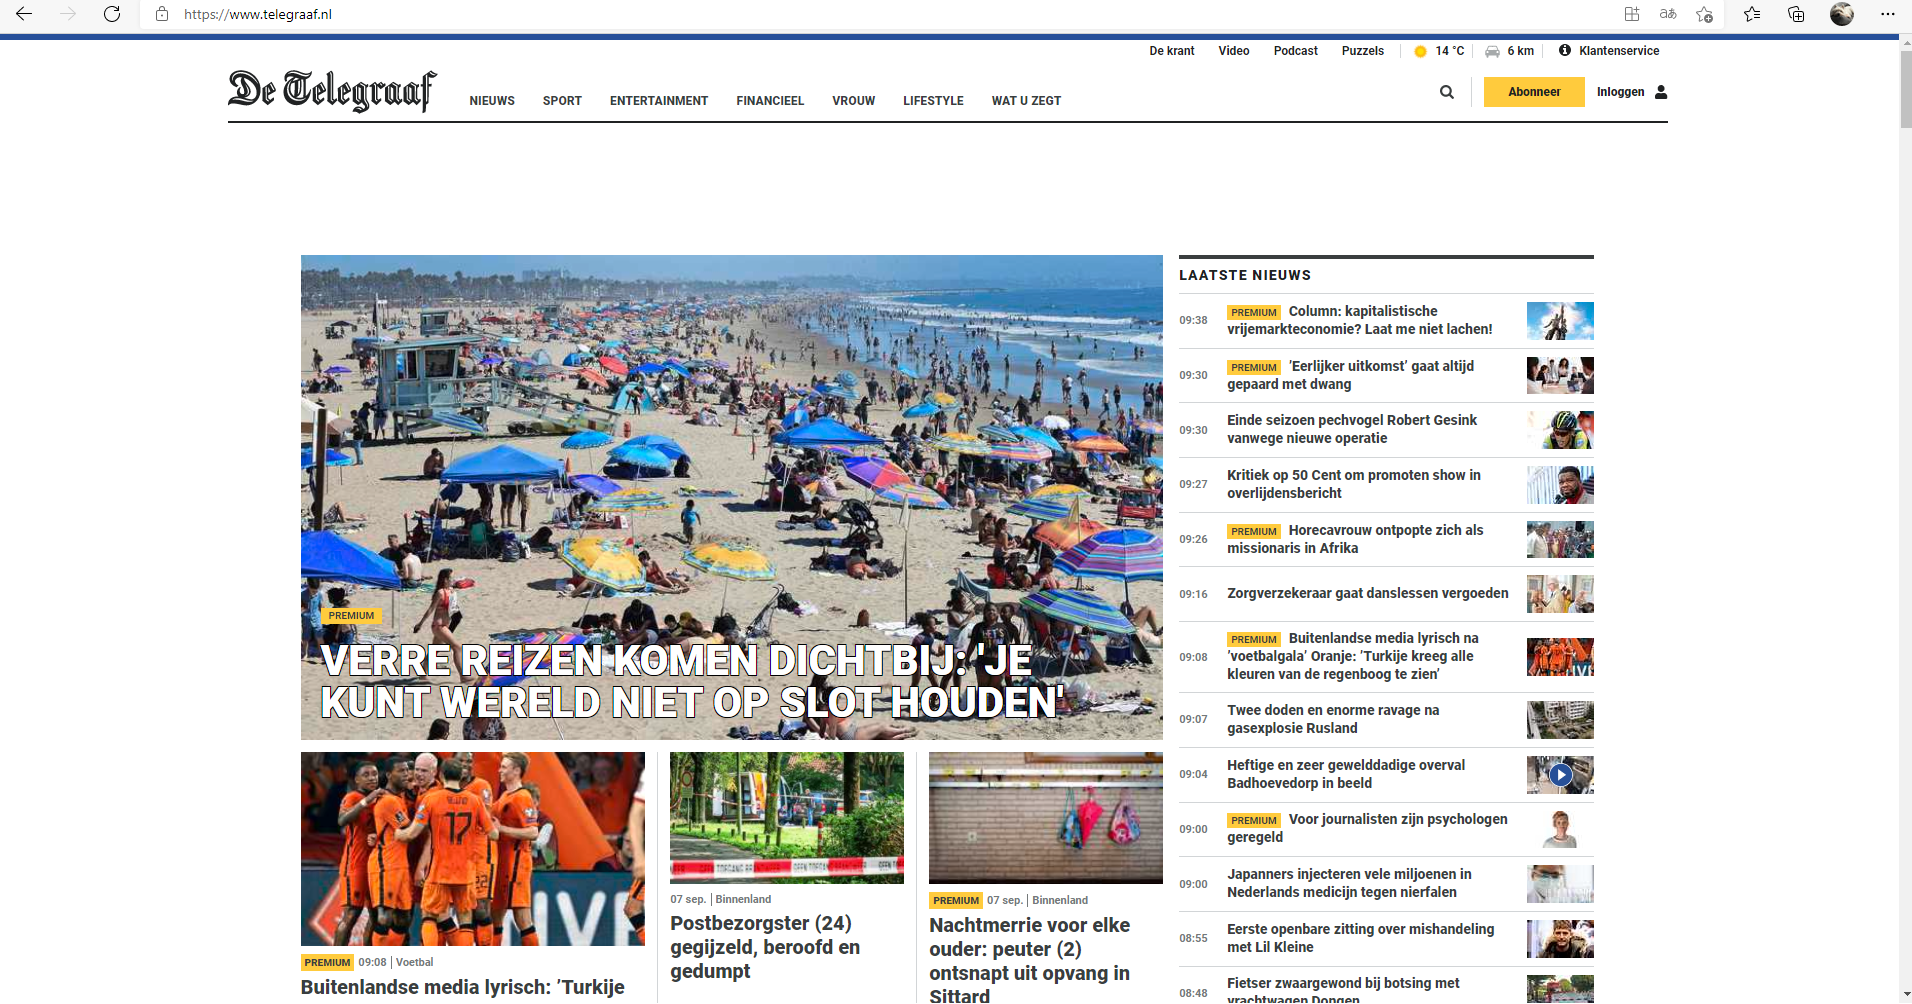 https://www.telegraaf.nl
De krant Video Podcast Puzzels 14 °C 6 km Klantenservice
De Telegraaf
NIEUWS SPORT ENTERTAINMENT FINANCIEEL VROUW LIFESTYLE WAT U ZEGT
Abonneer Inloggen
PREMIUM
VERRE REIZEN KOMEN DICHTBIJ: 'JE
KUNT WERELD NIET OP SLOT HOUDEN'
PREMIUM 09:08 | Voetbal
Buitenlandse media lyrisch: ’Turkije
07 sep. | Binnenland
Postbezorgster (24)
gegijzeld, beroofd en
gedumpt
PREMIUM 07 sep. | Binnenland
Nachtmerrie voor elke
ouder: peuter (2)
ontsnapt uit opvang in
Sittard
LAATSTE NIEUWS
09:38 PREMIUM Column: kapitalistische
vrijemarkteconomie? Laat me niet lachen!
09:30 PREMIUM ’Eerlijker uitkomst’ gaat altijd
gepaard met dwang
09:30 Einde seizoen pechvogel Robert Gesink
vanwege nieuwe operatie
09:27 Kritiek op 50 Cent om promoten show in
overlijdensbericht
09:26 PREMIUM Horecavrouw ontpopte zich als
missionaris in Afrika
09:16 Zorgverzekeraar gaat danslessen vergoeden
09:08 PREMIUM Buitenlandse media lyrisch na
’voetbalgala’ Oranje: ’Turkije kreeg alle
kleuren van de regenboog te zien’
09:07 Twee doden en enorme ravage na
gasexplosie Rusland
09:04 Heftige en zeer gewelddadige overval
Badhoevedorp in beeld
09:00 PREMIUM Voor journalisten zijn psychologen
geregeld
09:00 Japanners injecteren vele miljoenen in
Nederlands medicijn tegen nierfalen
08:55 Eerste openbare zitting over mishandeling
met Lil Kleine
08:48 Fietser zwaargewond bij botsing met
vrachtwagen Dongen